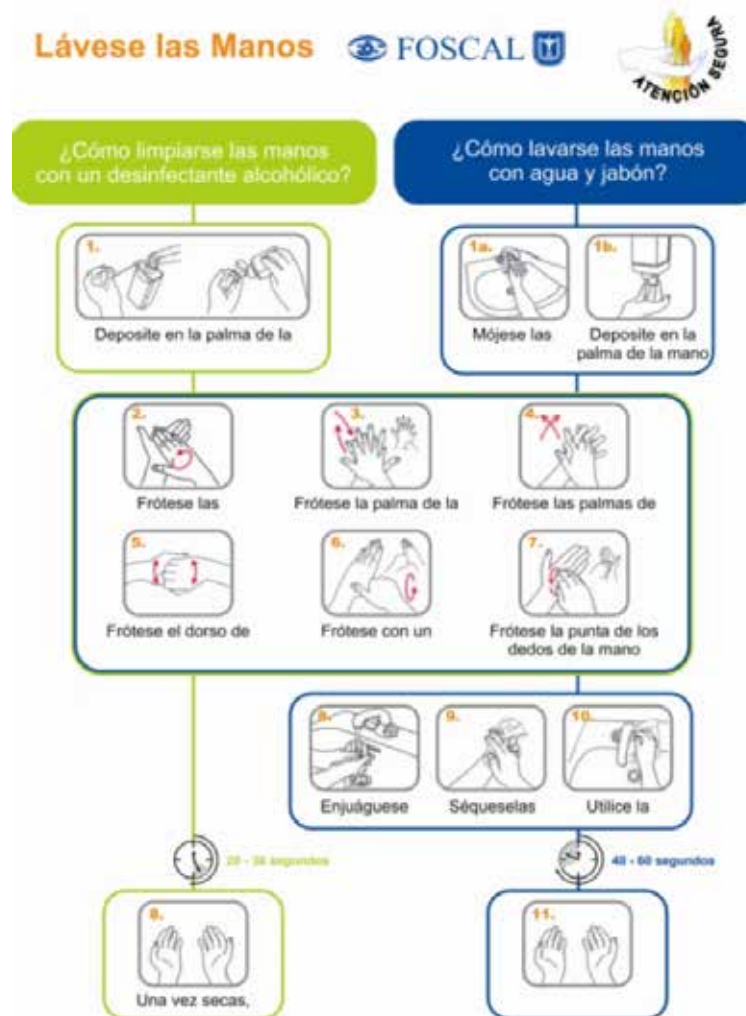 Lávese las Manos
FOSCAL
ATENCIÓN SEGURA
¿Cómo limpiarse las manos
con un desinfectante alcohólico?
¿Cómo lavarse las manos
con agua y jabón?
1.
Deposite en la palma de la
1a.
Mójese las
1b.
Deposite en la
palma de la mano
2.
Frótese las
3.
Frótese la palma de la
4.
Frótese las palmas de
5.
Frótese el dorso de
6.
Frótese con un
7.
Frótese la punta de los
dedos de la mano
8.
Enjuáguese
9.
Séqueselas
10.
Utilice la
20 - 30 segundos
40 - 60 segundos
8.
Una vez secas,
11.